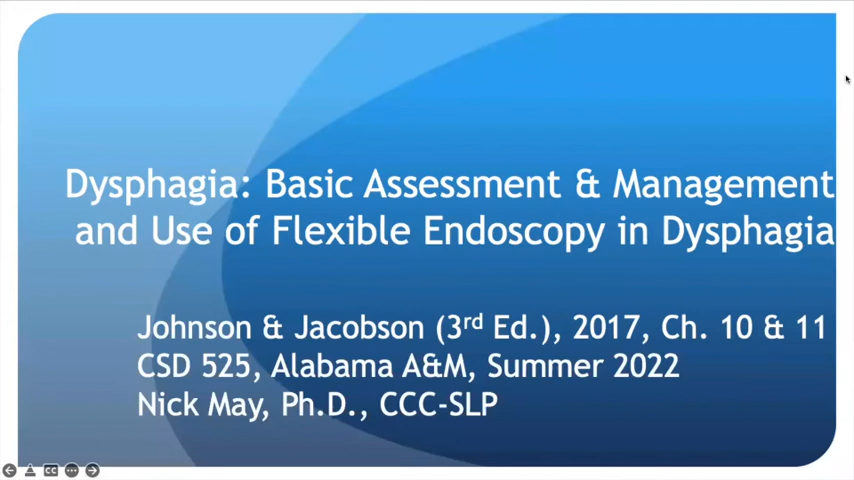 Dysphagia: Basic Assessment & Management
and Use of Flexible Endoscopy in Dysphagia
Johnson & Jacobson (3rd Ed.), 2017, Ch. 10 & 11
CSD 525, Alabama A&M, Summer 2022
Nick May, Ph.D., CCC-SLP
CC